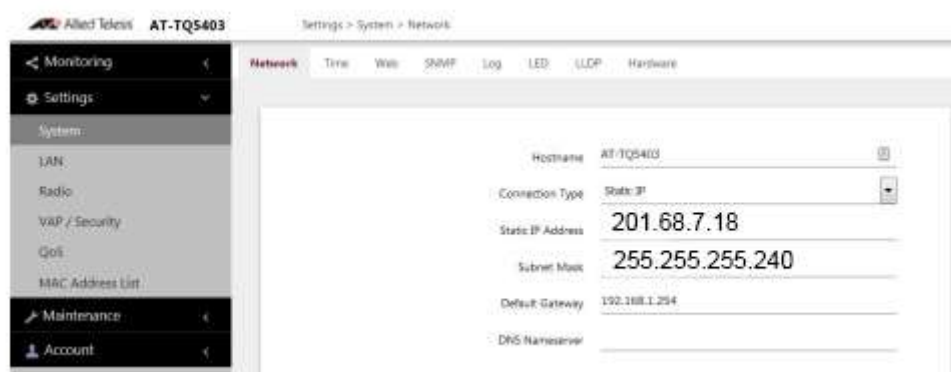 Allied Telesis AT-TQ5403 Settings > System > Network
Monitoring
Network Time Web SNMP Log LED LLDP Hardware
Settings
System
LAN
Radio
VAP / Security
QoS
MAC Address List
Maintenance
Account
Hostname AT-TQ5403
Connection Type Static IP
Static IP Address 201.68.7.18
Subnet Mask 255.255.255.240
Default Gateway 192.168.1.254
DNS Nameserver